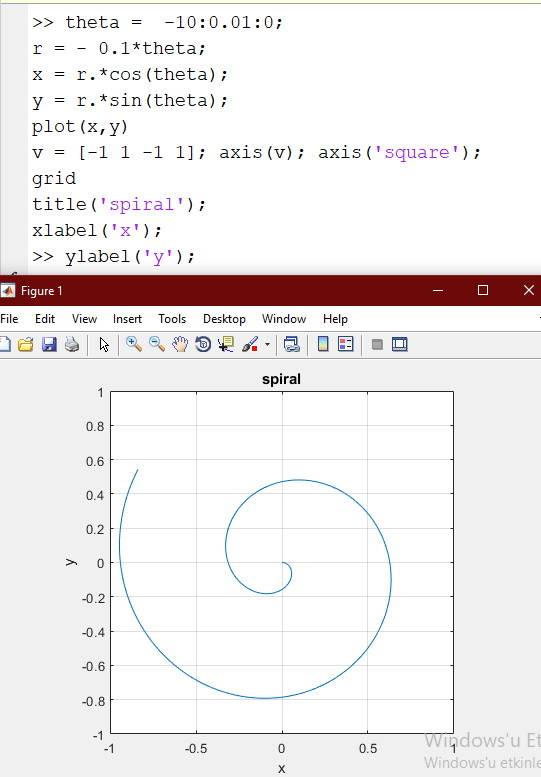 >> theta =  -10:0.01:0;
r = - 0.1*theta;
x = r.*cos(theta);
y = r.*sin(theta);
plot(x,y)
v = [-1 1 -1 1]; axis(v); axis('square');
grid
title('spiral');
xlabel('x');
>> ylabel('y');
Figure 1
File Edit View Insert Tools Desktop Window Help
spiral
1
0.8
0.6
0.4
0.2
0
-0.2
-0.4
-0.6
-0.8
-1
y
-1 -0.5 0 0.5 1
x
Windows'u Et
Windows'u etkinle